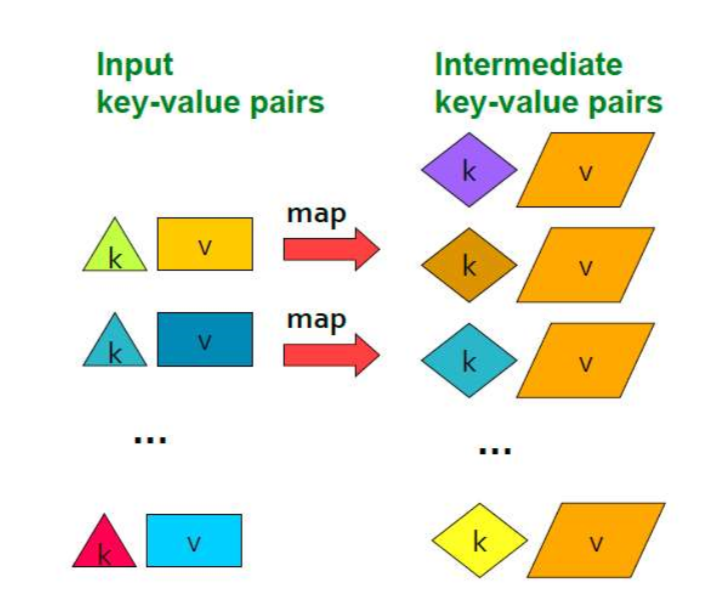 Input
key-value pairs
Intermediate
key-value pairs
k v
k v
map
k v
k v
map
k v
...
...
k v
k v